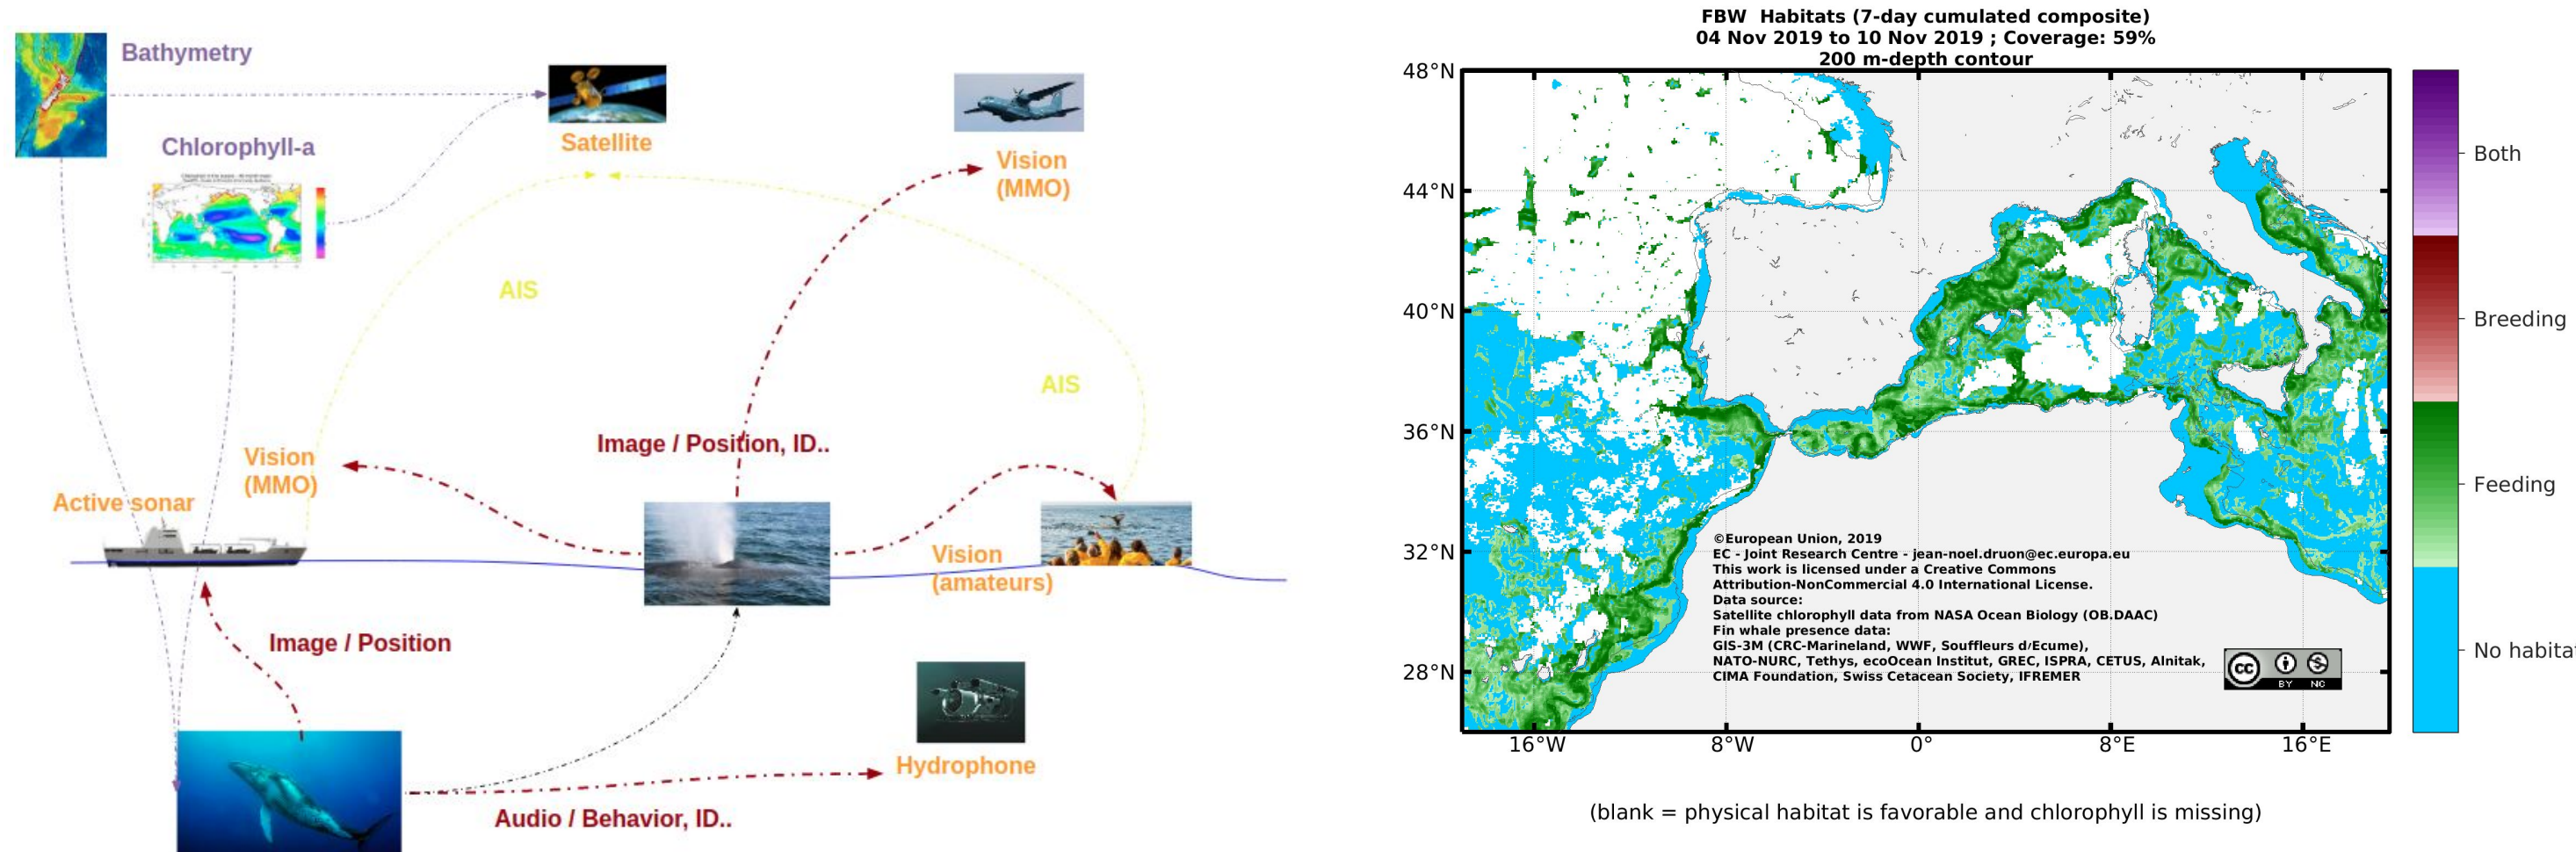 Bathymetry
Chlorophyll-a
Satellite
Vision
(MMO)
AIS
AIS
Image / Position, ID..
Vision
(MMO)
Active sonar
Vision
(amateurs)
Image / Position
Hydrophone
Audio / Behavior, ID..
FBW Habitats (7-day cumulated composite)
04 Nov 2019 to 10 Nov 2019 ; Coverage: 59%
200 m-depth contour
48°N
44°N
40°N
36°N
32°N
28°N
16°W
8°W
0°
8°E
16°E
©European Union, 2019
EC - Joint Research Centre - jean-noel.druon@ec.europa.eu
This work is licensed under a Creative Commons
Attribution-NonCommercial 4.0 International License.
Data source:
Satellite chlorophyll data from NASA Ocean Biology (OB.DAAC)
Fin whale presence data:
GIS-3M (CRC-Marineland, WWF, Souffleurs d'Ecume),
NATO-NURC, Tethys, ecoOcean Institut, GREC, ISPRA, CETUS, Alnitak,
CIMA Foundation, Swiss Cetacean Society, IFREMER
cc
BY NC
Both
Breeding
Feeding
No habita
(blank = physical habitat is favorable and chlorophyll is missing)